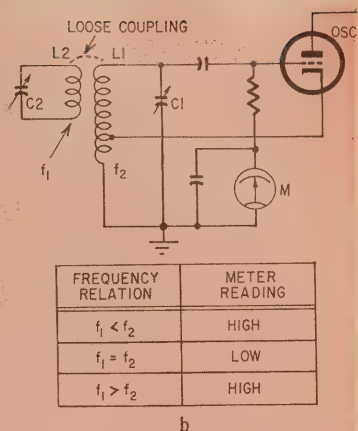 LOOSE COUPLING
OSC
L2 L1
C2
C1
f₁
f₂
M
FREQUENCY RELATION METER READING
f₁ < f₂ HIGH
f₁ = f₂ LOW
f₁ > f₂ HIGH
b